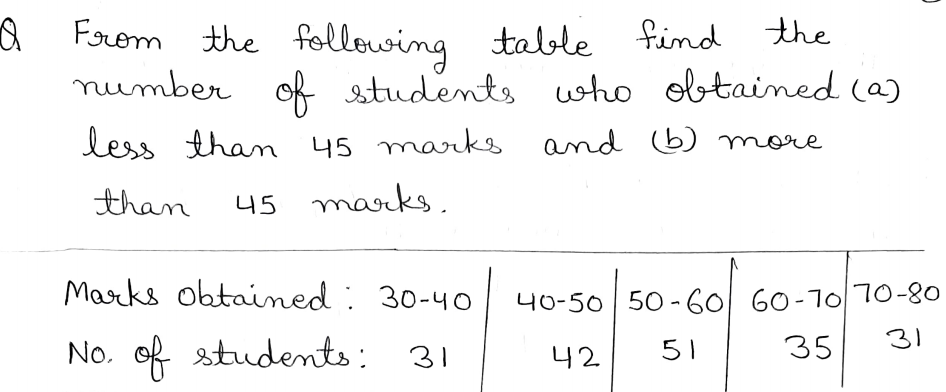 Q From the following table find the
number of students who obtained (a)
less than 45 marks and (b) more
than 45 marks.
Marks Obtained : 30-40 40-50 50-60 60-70 70-80
No. of students : 31 42 51 35 31